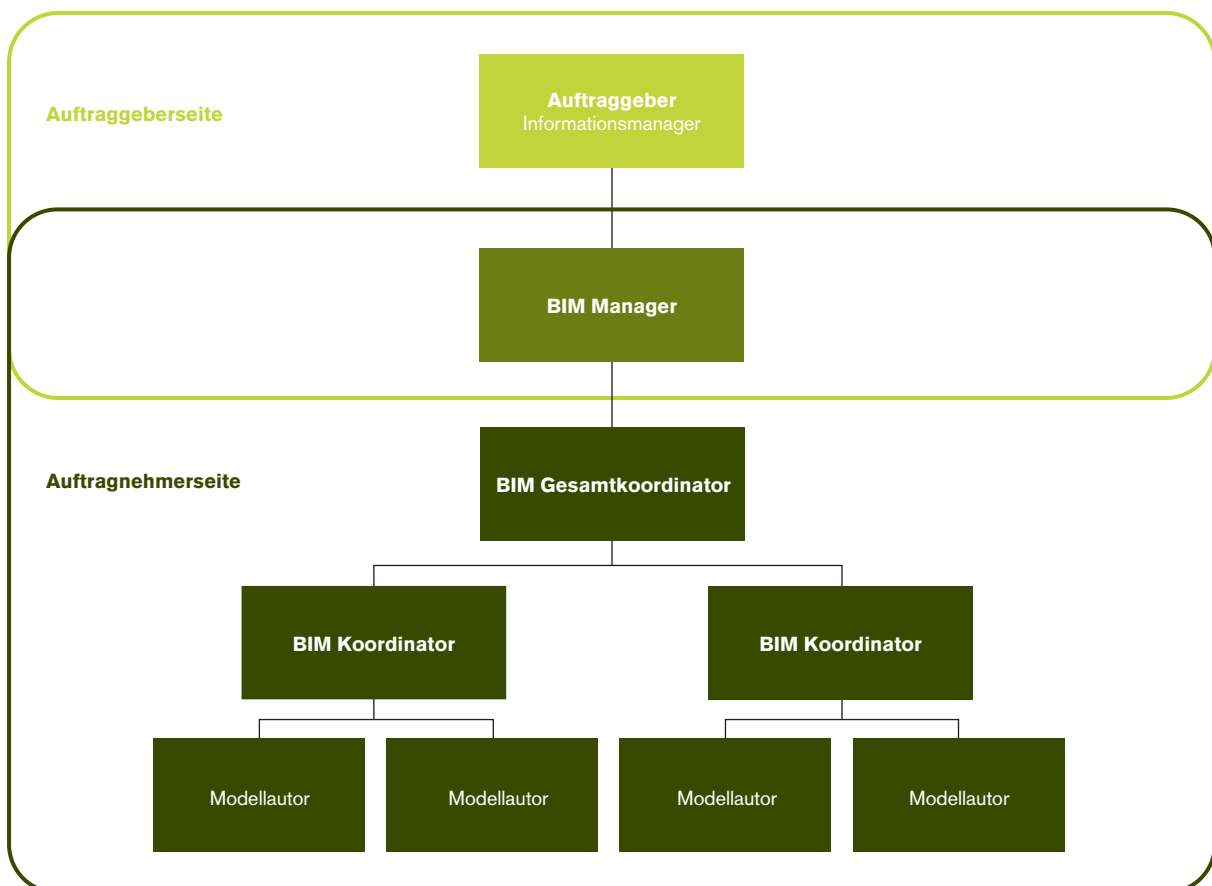 Auftraggeberseite
Auftraggeber
Informationsmanager
BIM Manager
Auftragnehmerseite
BIM Gesamtkoordinator
BIM Koordinator
BIM Koordinator
Modellautor
Modellautor
Modellautor
Modellautor